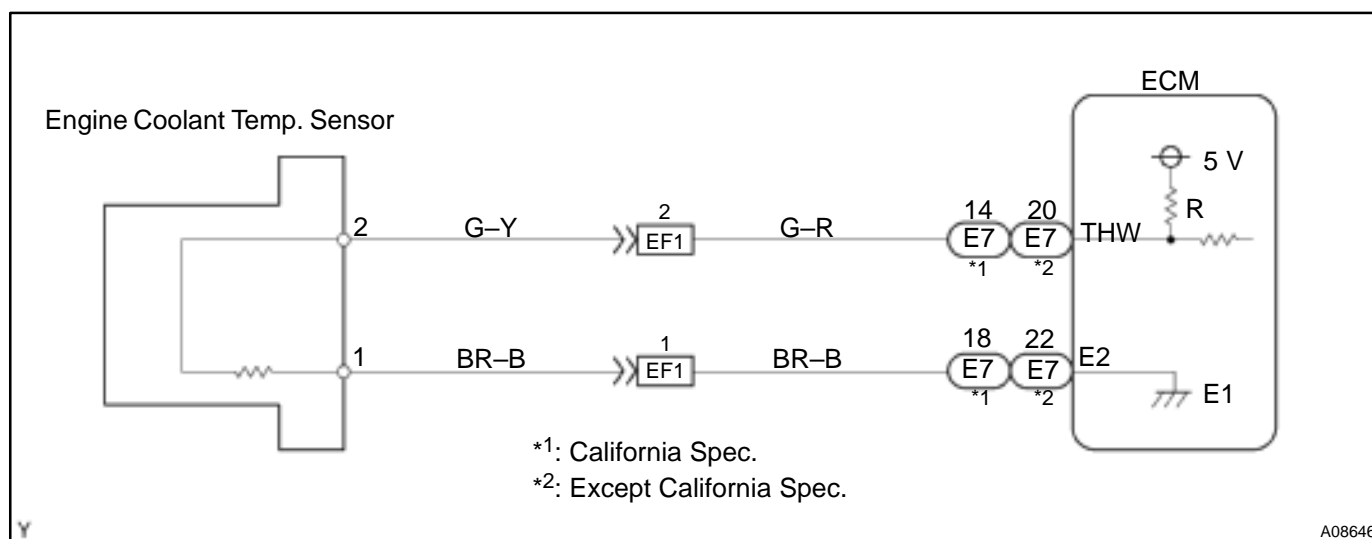 ECM
Engine Coolant Temp. Sensor
5 V
R
2
G–Y
2
EF1
G–R
14
E7
*1
20
E7
*2
THW
1
BR–B
1
EF1
BR–B
18
E7
*1
22
E7
*2
E2
E1
*1: California Spec.
*2: Except California Spec.
Y
A08646